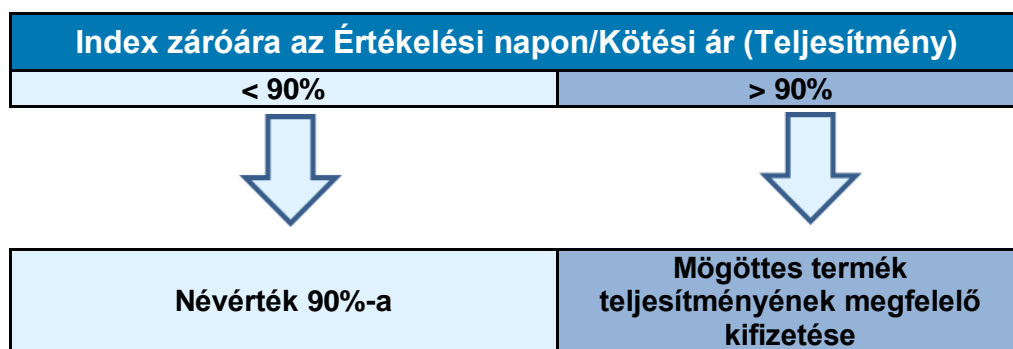 Index záróára az Értékelési napon/Kötési ár (Teljesítmény)
< 90%
> 90%
Névérték 90%-a
Mögöttes termék
teljesítményének megfelelő
kifizetése